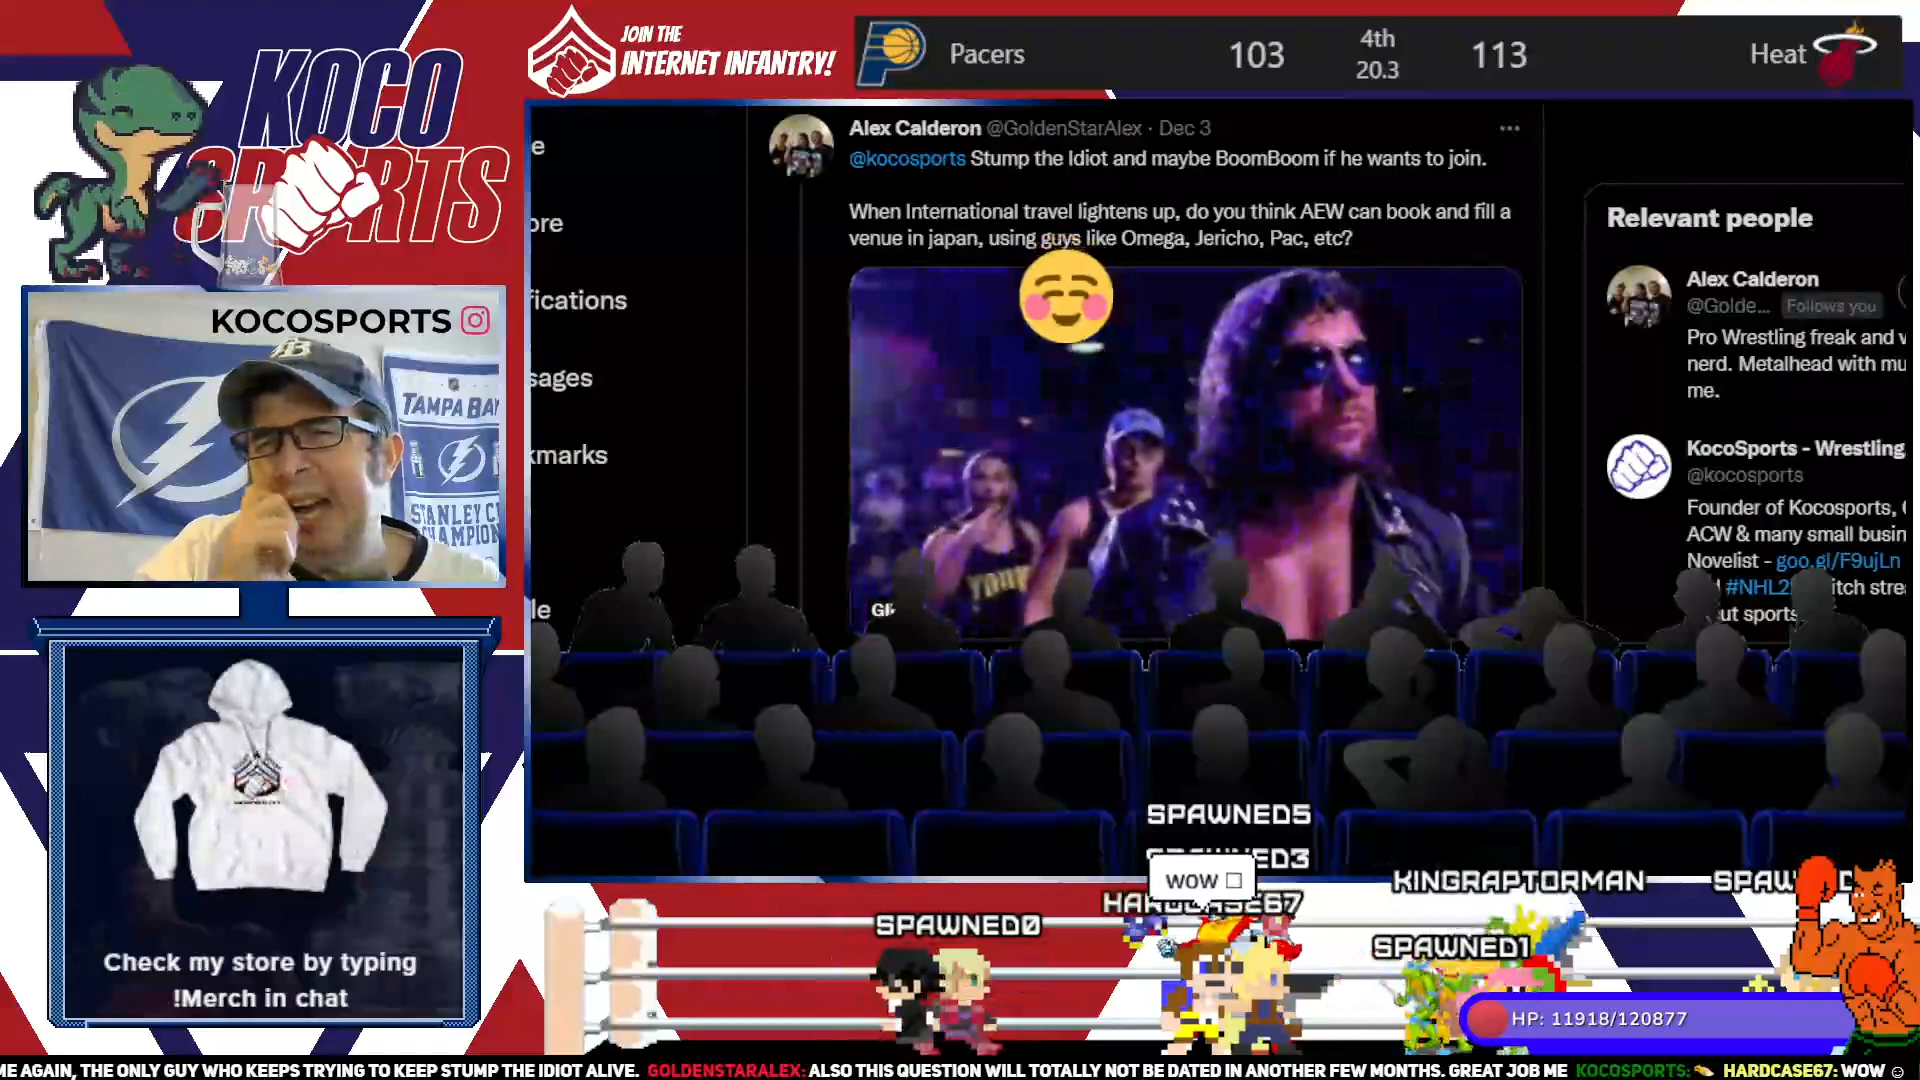 KOCO
SPORTS
JOIN THE
INTERNET INFANTRY!
Pacers
103
4th
20.3
113
Heat
KOCOSPORTS
TAMPA BAY
STANLEY
Alex Calderon @GoldenStarAlex · Dec 3
@kocosports Stump the Idiot and maybe BoomBoom if he wants to join.
When International travel lightens up, do you think AEW can book and fill a
venue in japan, using guys like Omega, Jericho, Pac, etc?
e
ore
fications
sages
kmarks
le
Relevant people
Alex Calderon
@Golde... Follows you
Pro Wrestling freak and
nerd. Metalhead with
me.
KocoSports - Wrestling
@kocosports
Founder of Kocosports,
ACW & many small
Novelist - goo.gl/F9ujLn
ut sports
Check my store by typing
!Merch in chat
SPAWNED5
wow
HARDCASE67
KINGRAPTORMAN
SPAWNED0
SPAWNED1
HP: 11918/120877
ME AGAIN, THE ONLY GUY WHO KEEPS TRYING TO KEEP STUMP THE IDIOT ALIVE. GOLDENSTARALEX: ALSO THIS QUESTION WILL TOTALLY NOT BE DATED IN ANOTHER FEW MONTHS. GREAT JOB ME KOCOSPORTS: HARDCASE67: WOW